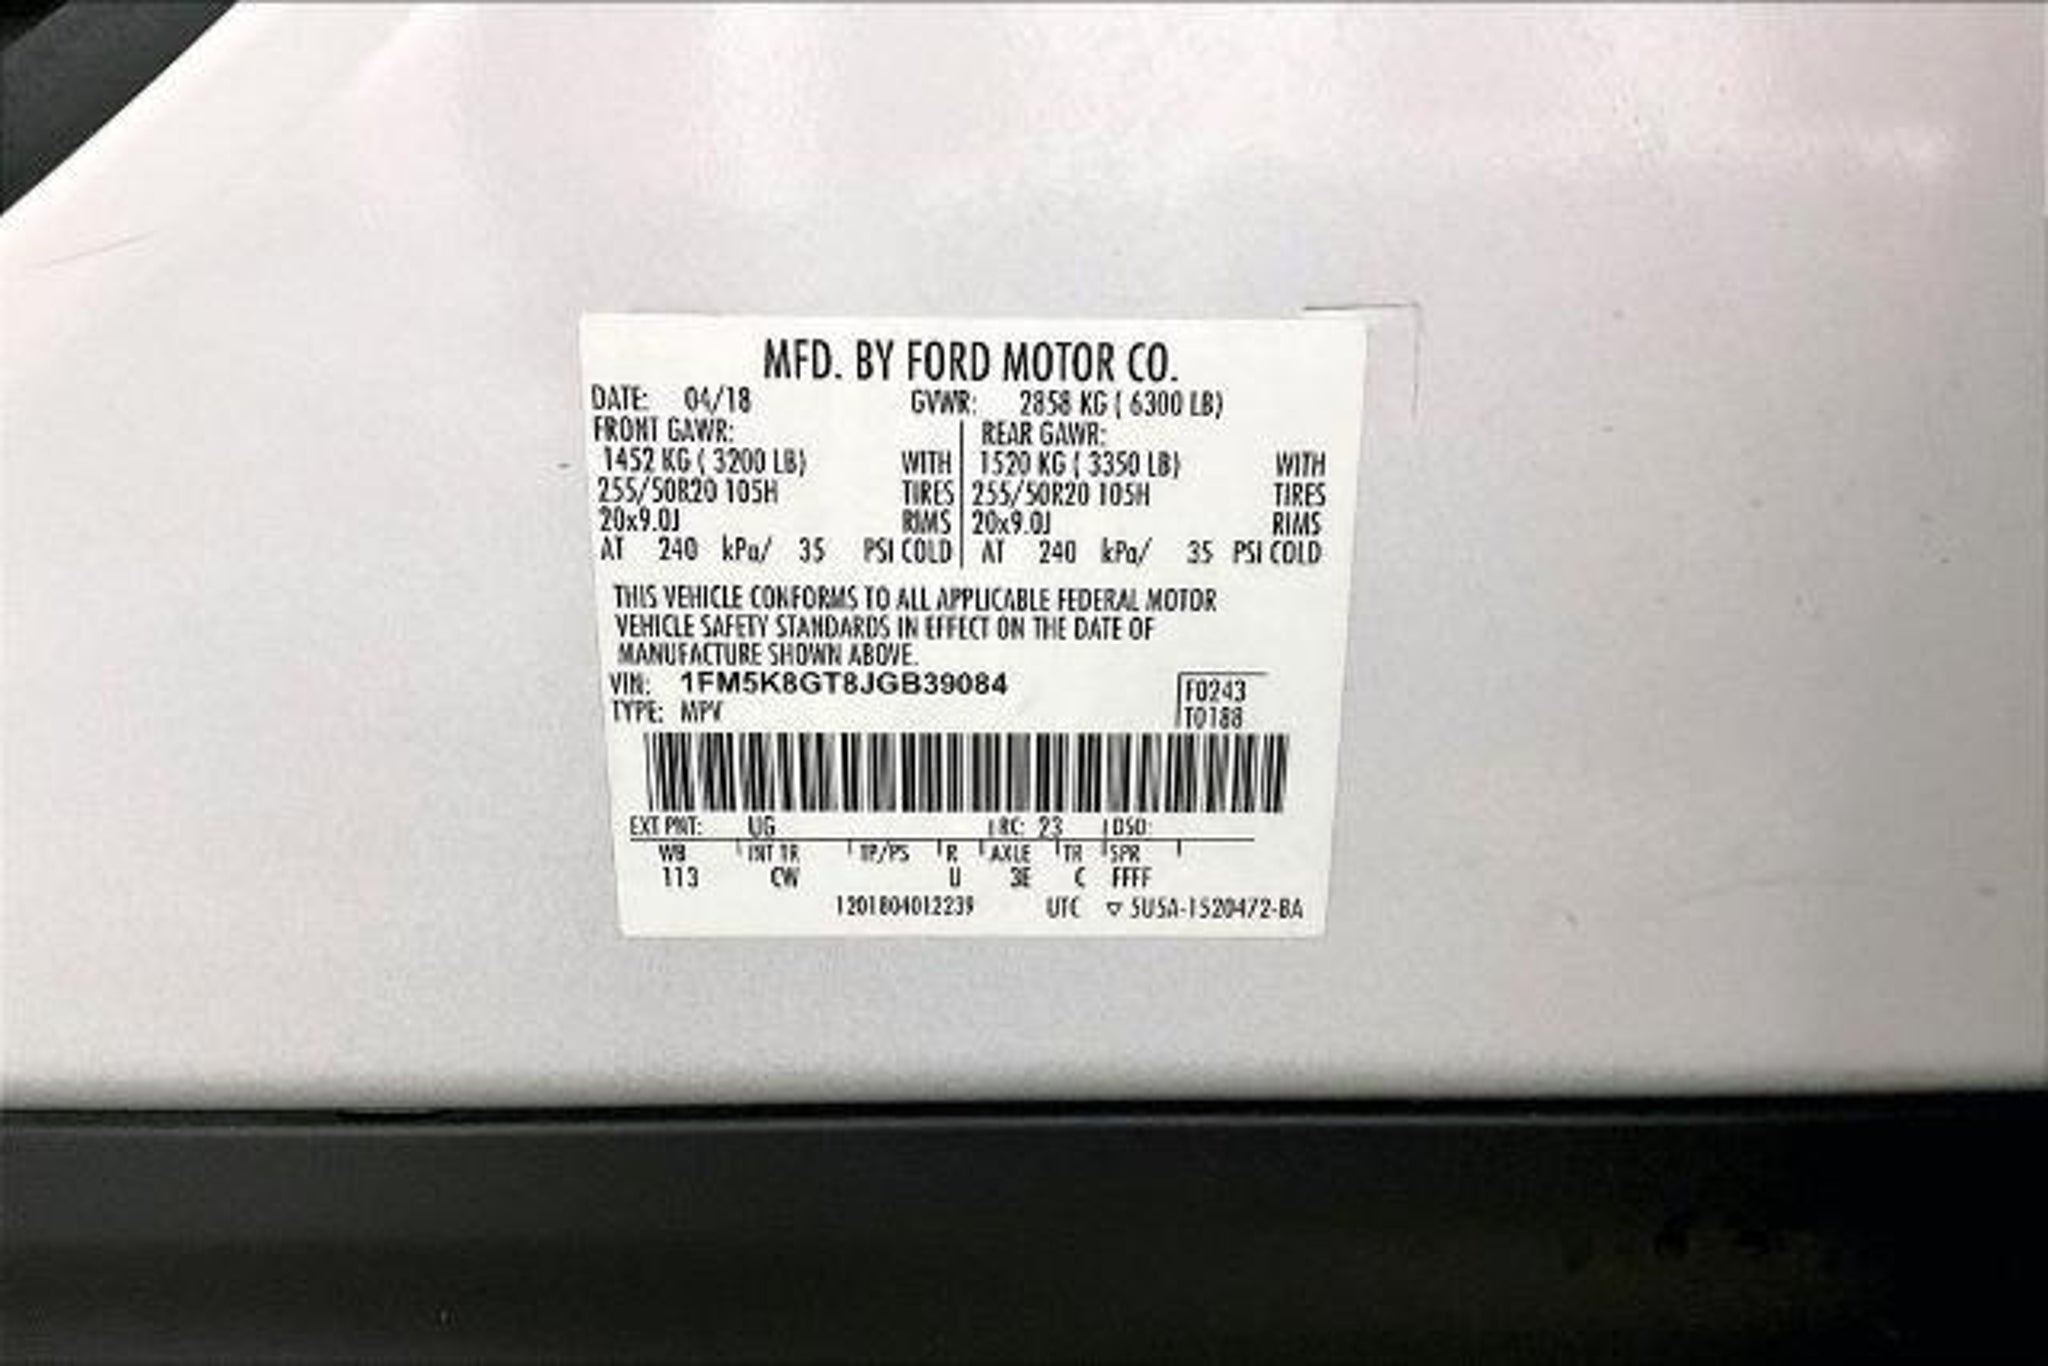 MFD. BY FORD MOTOR CO.
DATE: 04/18 GVWR: 2858 KG ( 6300 LB)
FRONT GAWR: REAR GAWR:
1452 KG ( 3200 LB) WITH 1520 KG ( 3350 LB) WITH
255/50R20 105H TIRES 255/50R20 105H TIRES
20x9.0J RIMS 20x9.0J RIMS
AT 240 kPa/ 35 PSI COLD AT 240 kPa/ 35 PSI COLD
THIS VEHICLE CONFORMS TO ALL APPLICABLE FEDERAL MOTOR
VEHICLE SAFETY STANDARDS IN EFFECT ON THE DATE OF
MANUFACTURE SHOWN ABOVE.
VIN: 1FM5K8GT8JGB39084 F0243
TYPE: MPV T0188
EXT PNT: UG RC: 23 DSO:
WB INT TR TP/PS R AXLE TR SPR
113 CW U 3E C FFFF
1201804012239 UTC ▽ 5U5A-1520472-BA